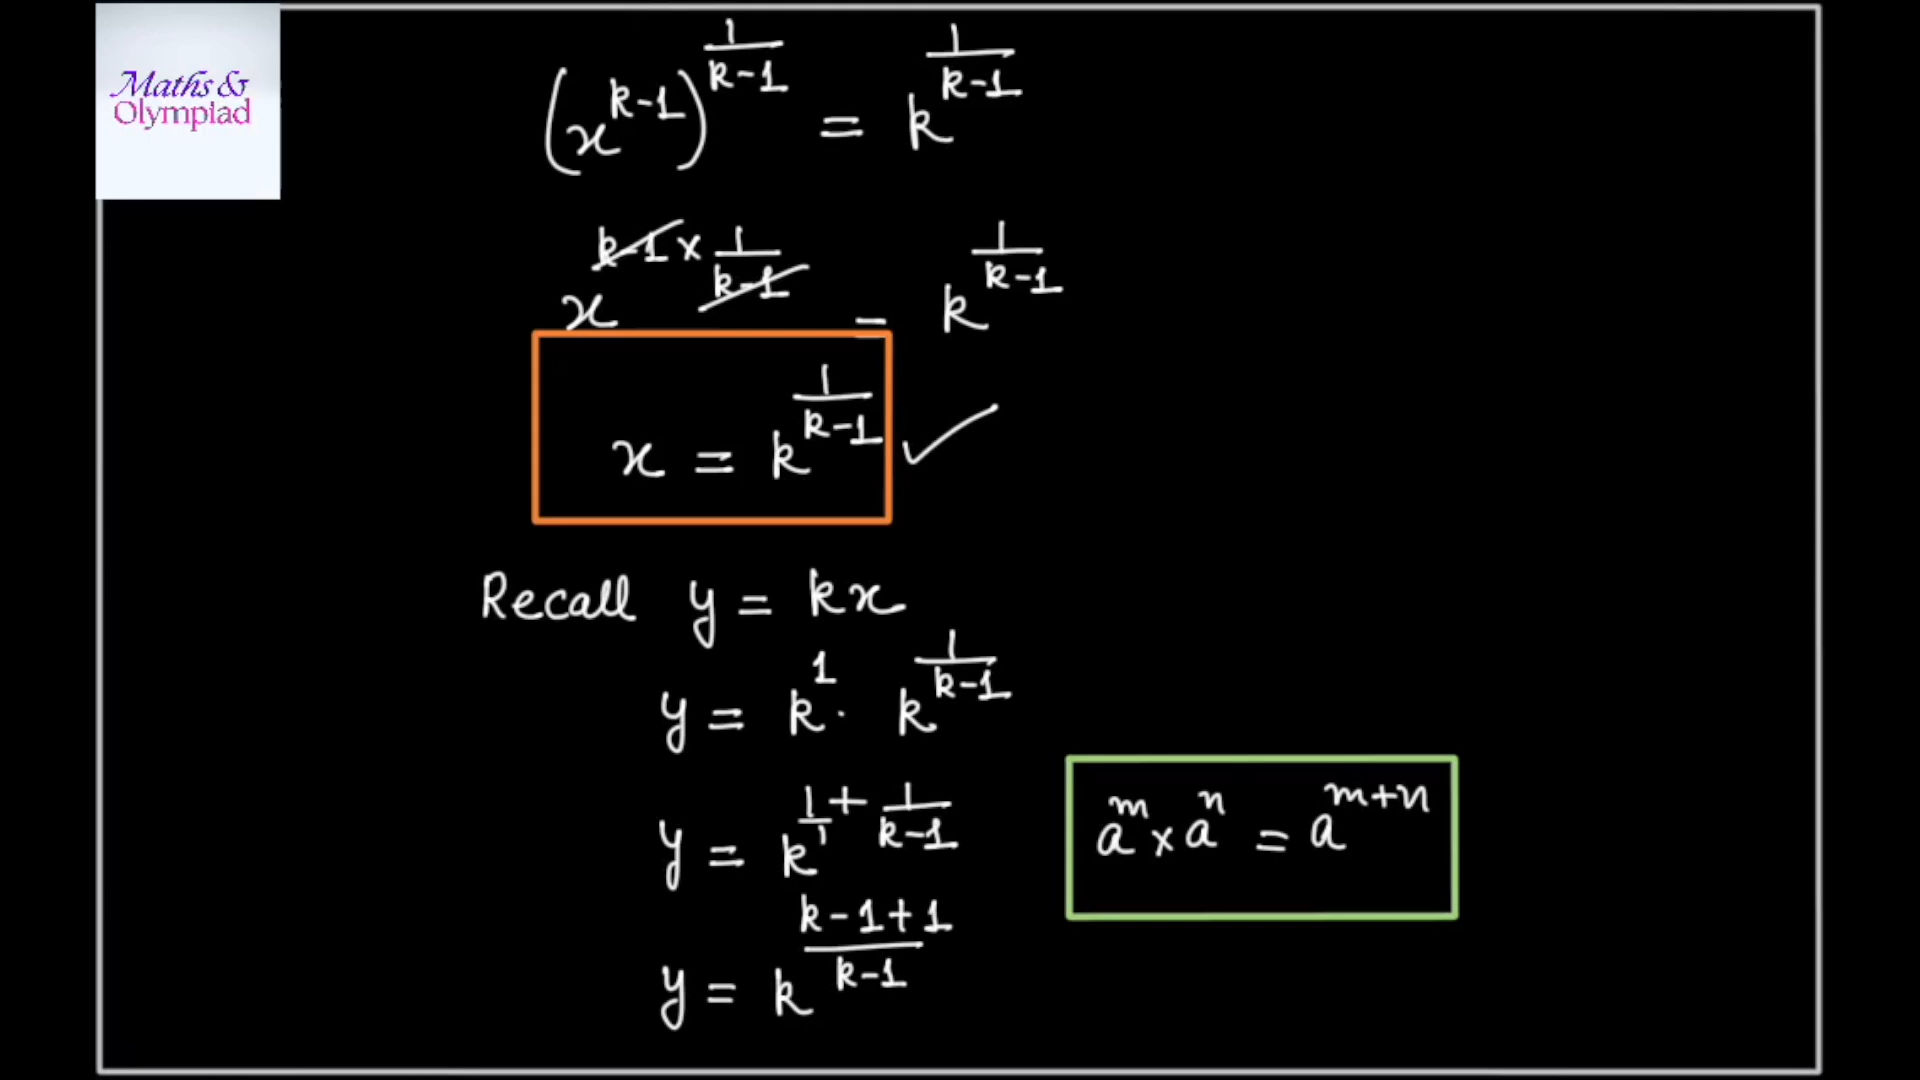 Maths &
Olympiad
(x^(k-1))^(1/(k-1)) = k^(1/(k-1))
x^(k-1 × 1/(k-1)) = k^(1/(k-1))
x = k^(1/(k-1)) ✓
Recall y = kx
y = k^1 · k^(1/(k-1))
y = k^(1/1 + 1/(k-1))
a^m × a^n = a^(m+n)
y = k^((k-1+1)/(k-1))